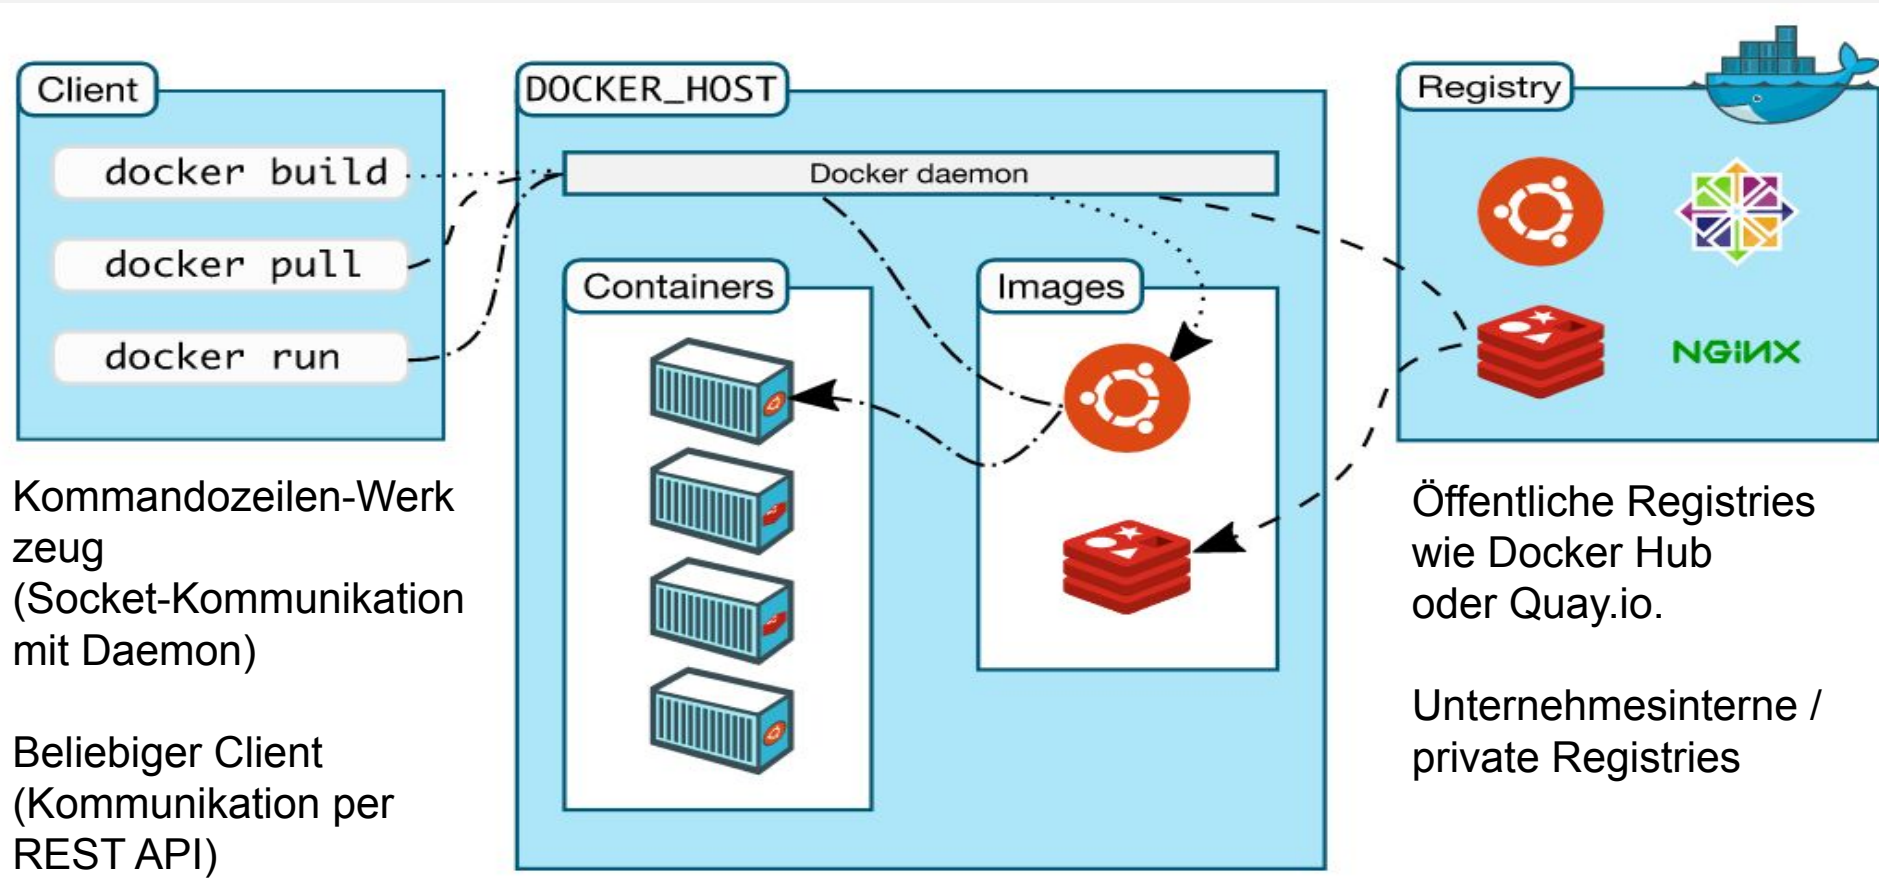 Client
docker build
docker pull
docker run
DOCKER_HOST
Docker daemon
Containers
Images
Registry
NGiNX
Kommandozeilen-Werk
zeug
(Socket-Kommunikation
mit Daemon)
Beliebiger Client
(Kommunikation per
REST API)
Öffentliche Registries
wie Docker Hub
oder Quay.io.
Unternehmesinterne /
private Registries